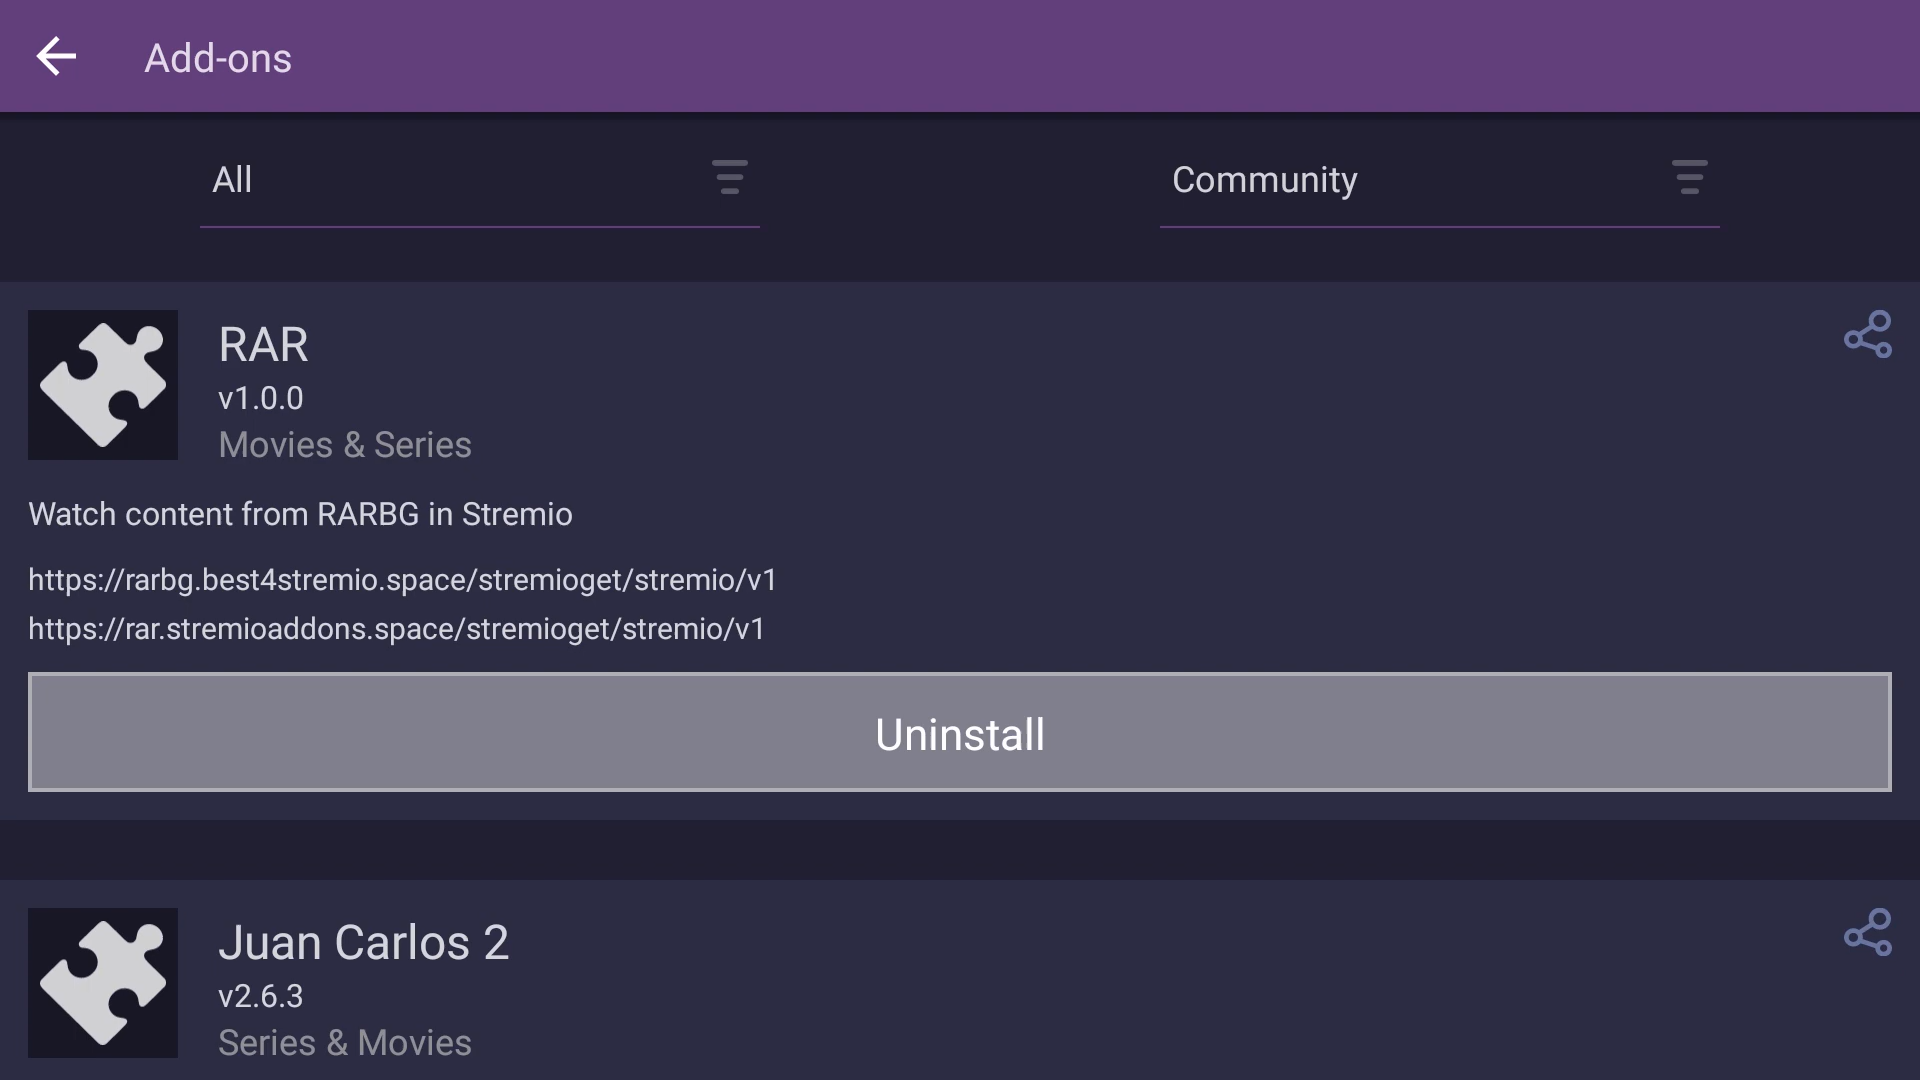 Add-ons
All
Community
RAR
v1.0.0
Movies & Series
Watch content from RARBG in Stremio
https://rarbg.best4stremio.space/stremioget/stremio/v1
https://rar.stremioaddons.space/stremioget/stremio/v1
Uninstall
Juan Carlos 2
v2.6.3
Series & Movies